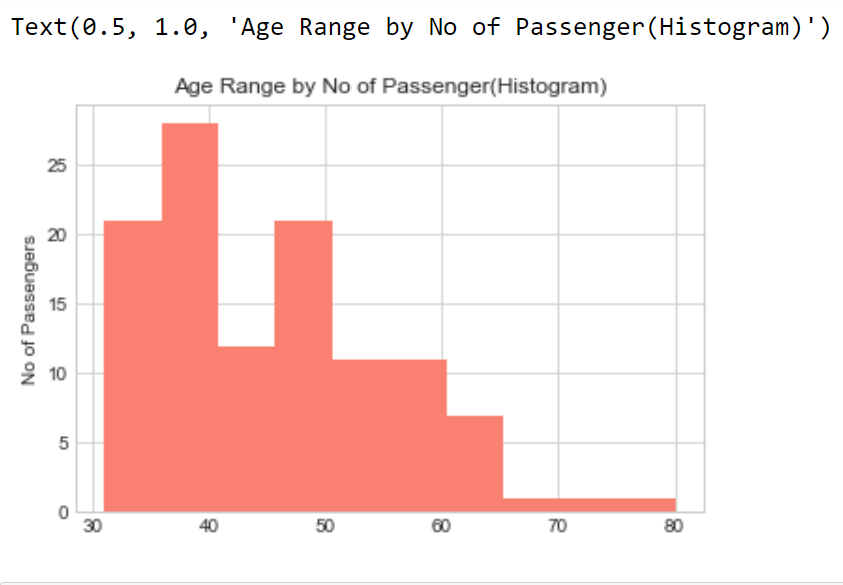 Text(0.5, 1.0, 'Age Range by No of Passenger(Histogram)')
Age Range by No of Passenger(Histogram)
No of Passengers
25
20
15
10
5
0
30 40 50 60 70 80